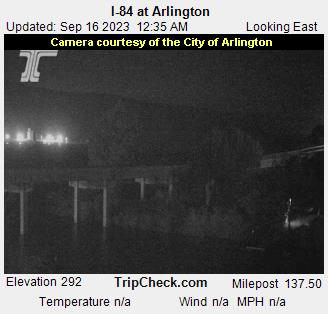 I-84 at Arlington
Updated: Sep 16 2023 12:35 AM Looking East
Camera courtesy of the City of Arlington
Elevation 292 TripCheck.com Milepost 137.50
Temperature n/a Wind n/a MPH n/a